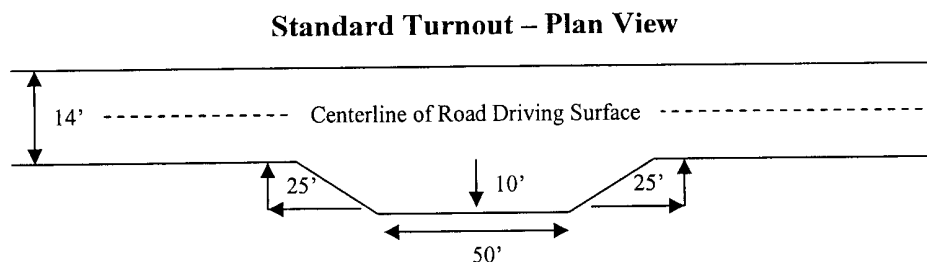 Standard Turnout – Plan View
14’
Centerline of Road Driving Surface
25’
10’
25’
50’